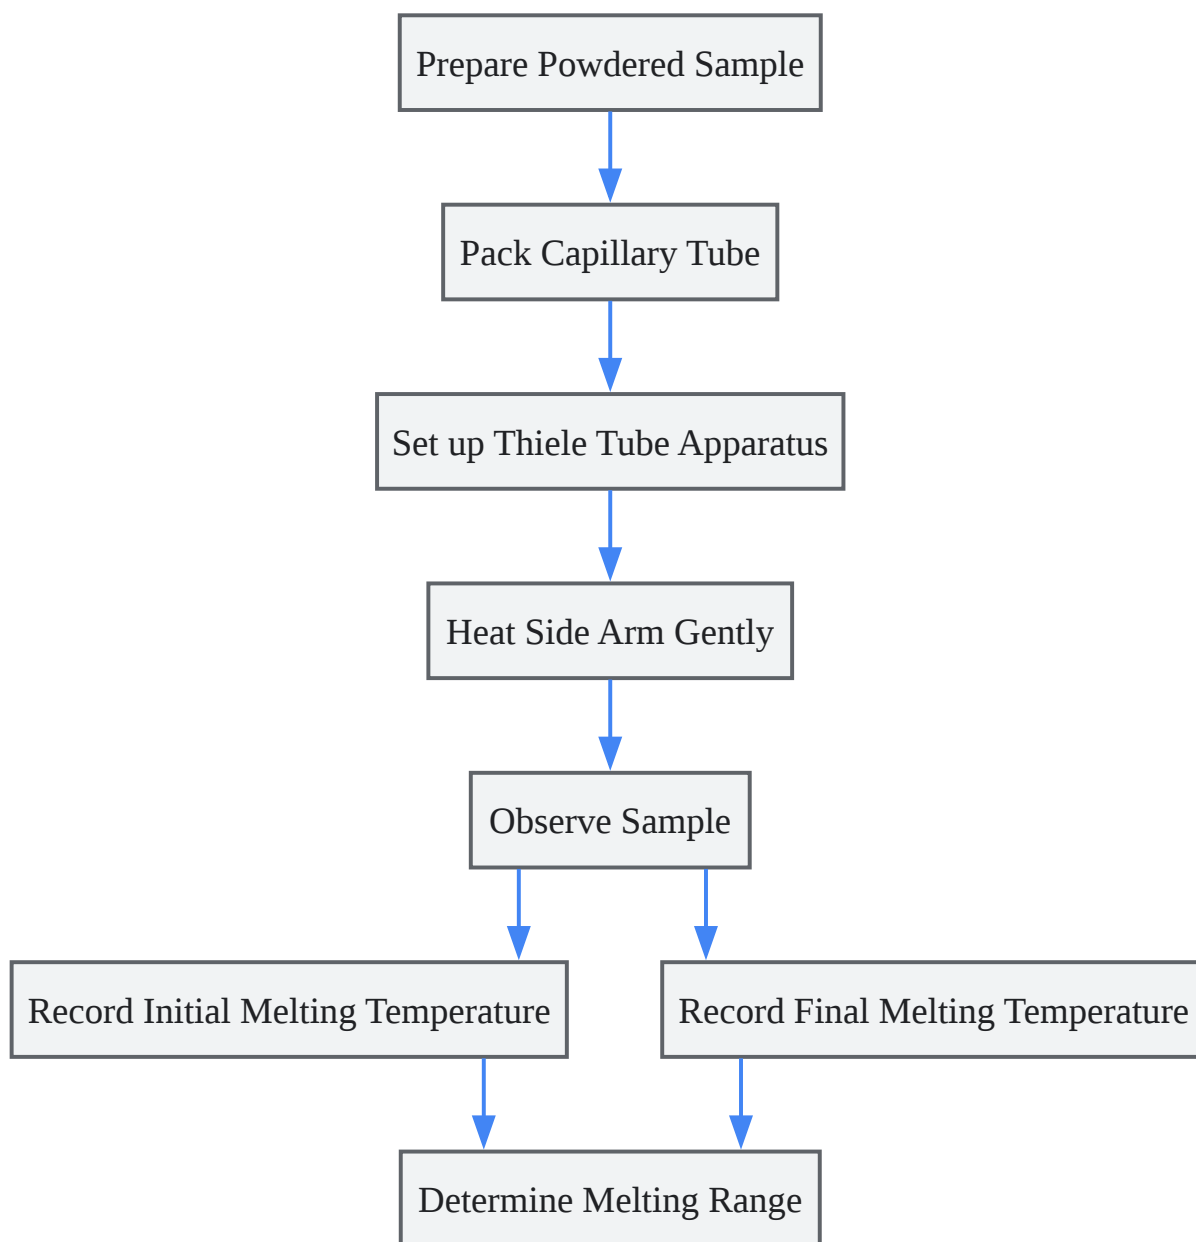 Prepare Powdered Sample
Pack Capillary Tube
Set up Thiele Tube Apparatus
Heat Side Arm Gently
Observe Sample
Record Initial Melting Temperature
Record Final Melting Temperature
Determine Melting Range